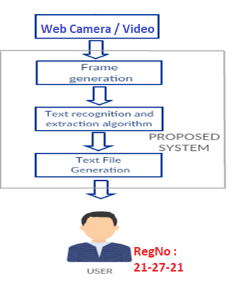 Web Camera / Video
Frame
generation
Text recognition and
extraction algorithm
PROPOSED
SYSTEM
Text File
Generation
RegNo :
21-27-21
USER